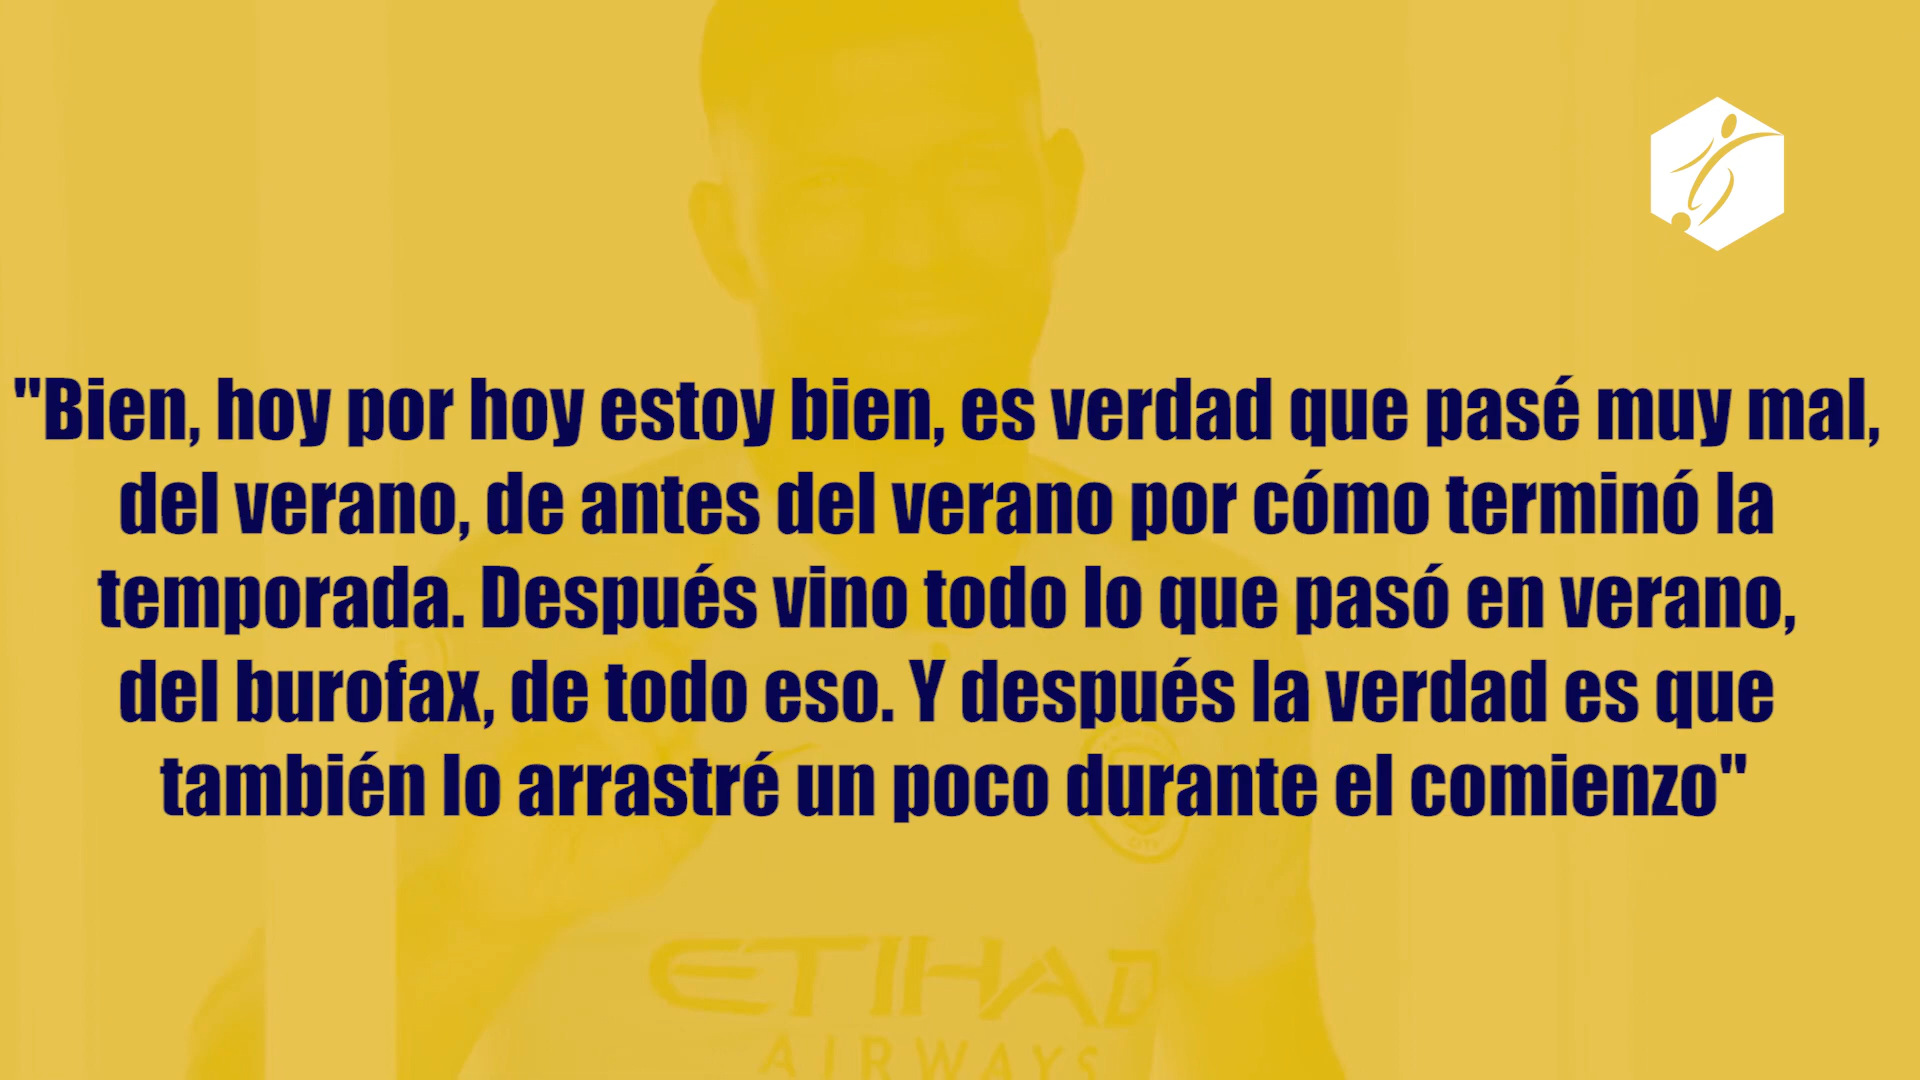 "Bien, hoy por hoy estoy bien, es verdad que pasé muy mal,
del verano, de antes del verano por cómo terminó la
temporada. Después vino todo lo que pasó en verano,
del burofax, de todo eso. Y después la verdad es que
también lo arrastré un poco durante el comienzo"
CITY
ETIHAD
AIRWAYS